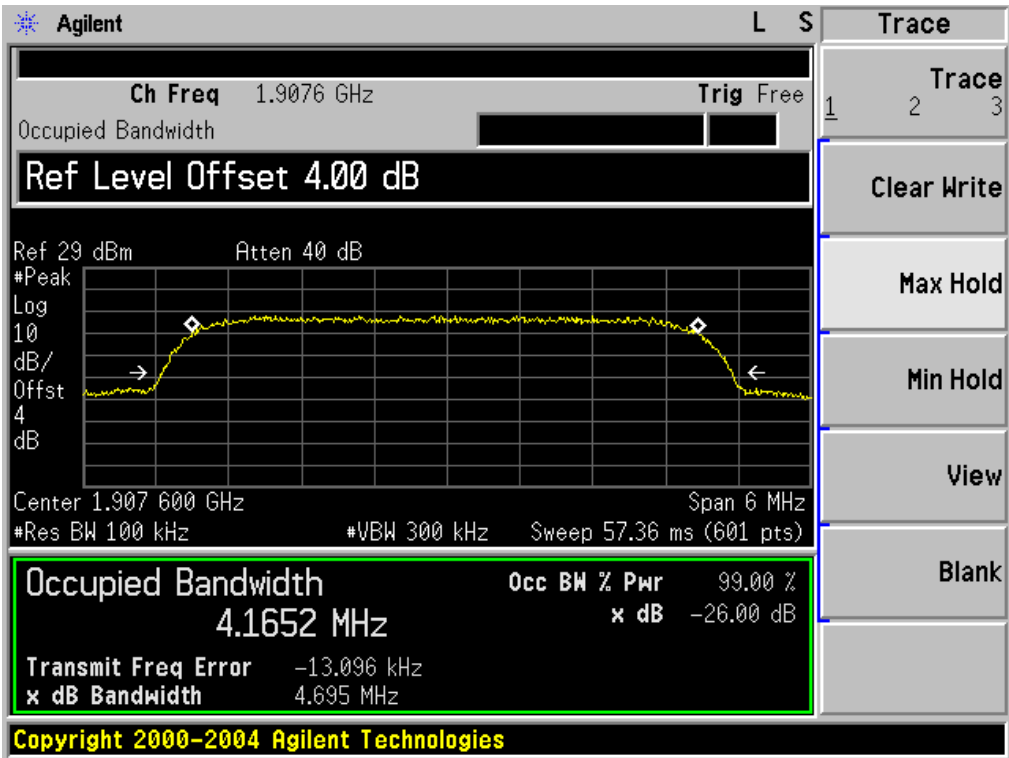 Agilent L S
Ch Freq 1.9076 GHz Trig Free
Occupied Bandwidth
Ref Level Offset 4.00 dB
Ref 29 dBm Atten 40 dB
#Peak
Log
10
dB/
Offst
4
dB
Center 1.907 600 GHz Span 6 MHz
#Res BW 100 kHz #VBW 300 kHz Sweep 57.36 ms (601 pts)
Occupied Bandwidth Occ BW % Pwr 99.00 %
4.1652 MHz x dB -26.00 dB
Transmit Freq Error -13.096 kHz
x dB Bandwidth 4.695 MHz
Copyright 2000-2004 Agilent Technologies
Trace
Trace
1 2 3
Clear Write
Max Hold
Min Hold
View
Blank